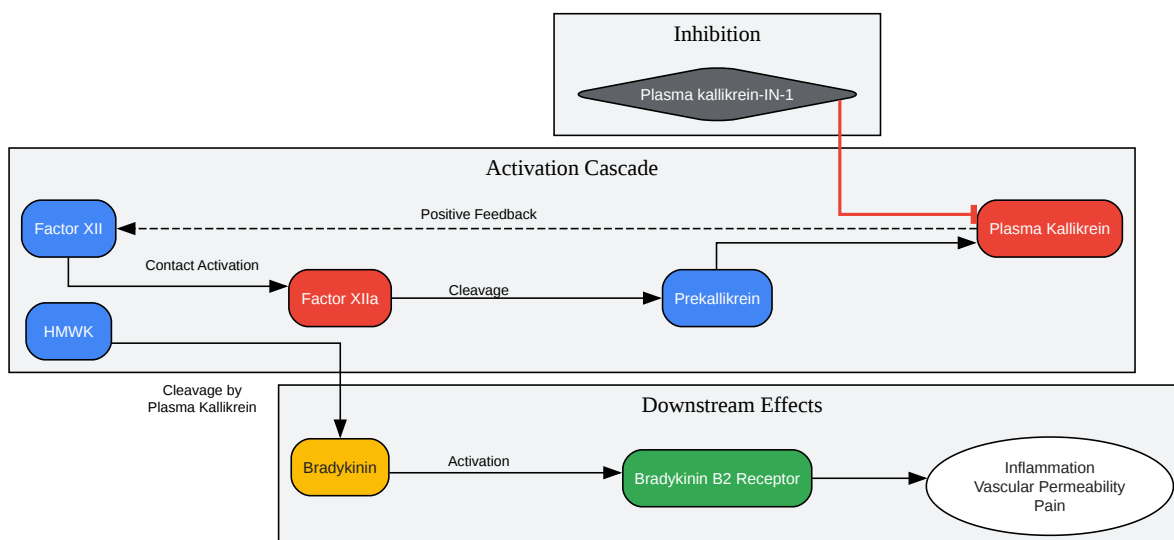 Inhibition
Plasma kallikrein-IN-1
Activation Cascade
Positive Feedback
Factor XII
Plasma Kallikrein
Contact Activation
Factor XIIa
Cleavage
Prekallikrein
HMWK
Cleavage by
Plasma Kallikrein
Downstream Effects
Bradykinin
Activation
Bradykinin B2 Receptor
Inflammation
Vascular Permeability
Pain